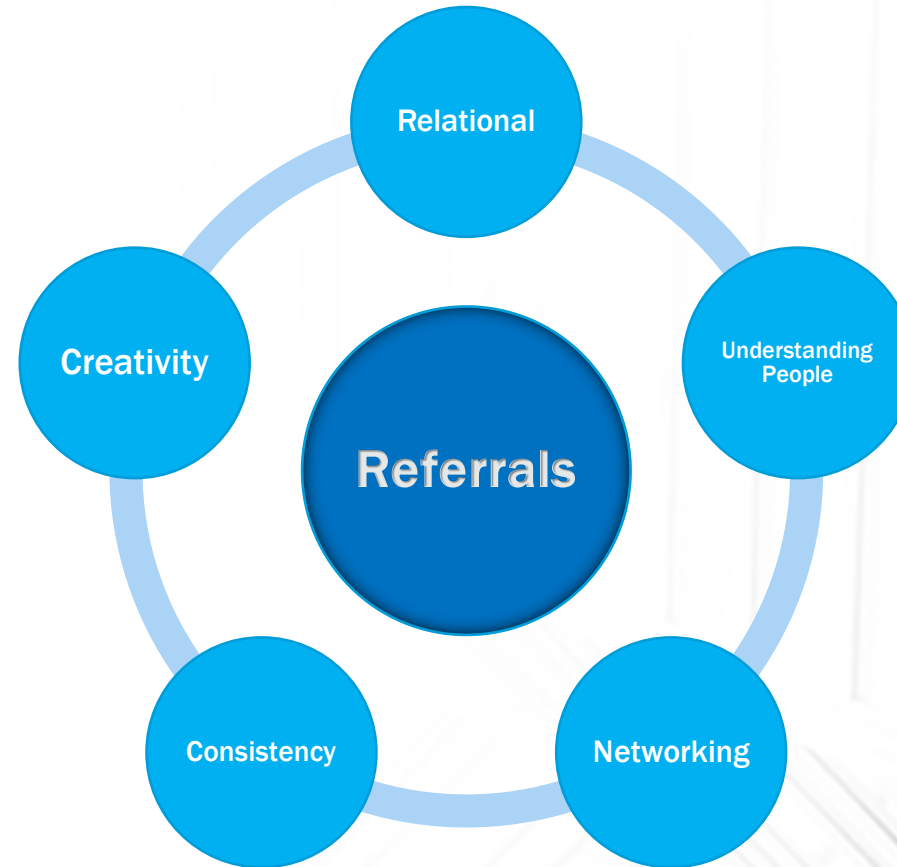 Relational
Understanding
People
Creativity
Referrals
Consistency
Networking